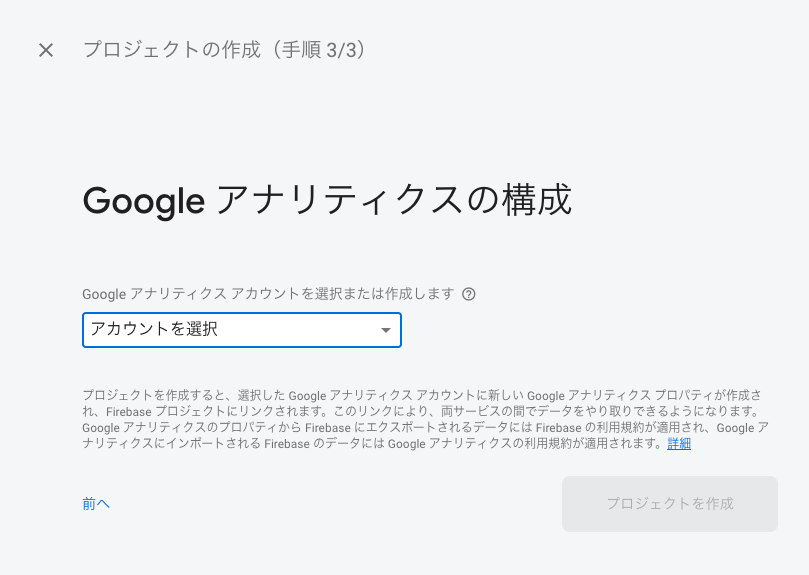 プロジェクトの作成（手順 3/3）
Google アナリティクスの構成
Google アナリティクス アカウントを選択または作成します
アカウントを選択
プロジェクトを作成すると、選択した Google アナリティクス アカウントに新しい Google アナリティクス プロパティが作成さ
れ、Firebase プロジェクトにリンクされます。このリンクにより、両サービスの間でデータをやり取りできるようになります。
Google アナリティクスのプロパティから Firebase にエクスポートされるデータには Firebase の利用規約が適用され、Google ア
ナリティクスにインポートされる Firebase のデータには Google アナリティクスの利用規約が適用されます。詳細
前へ
プロジェクトを作成